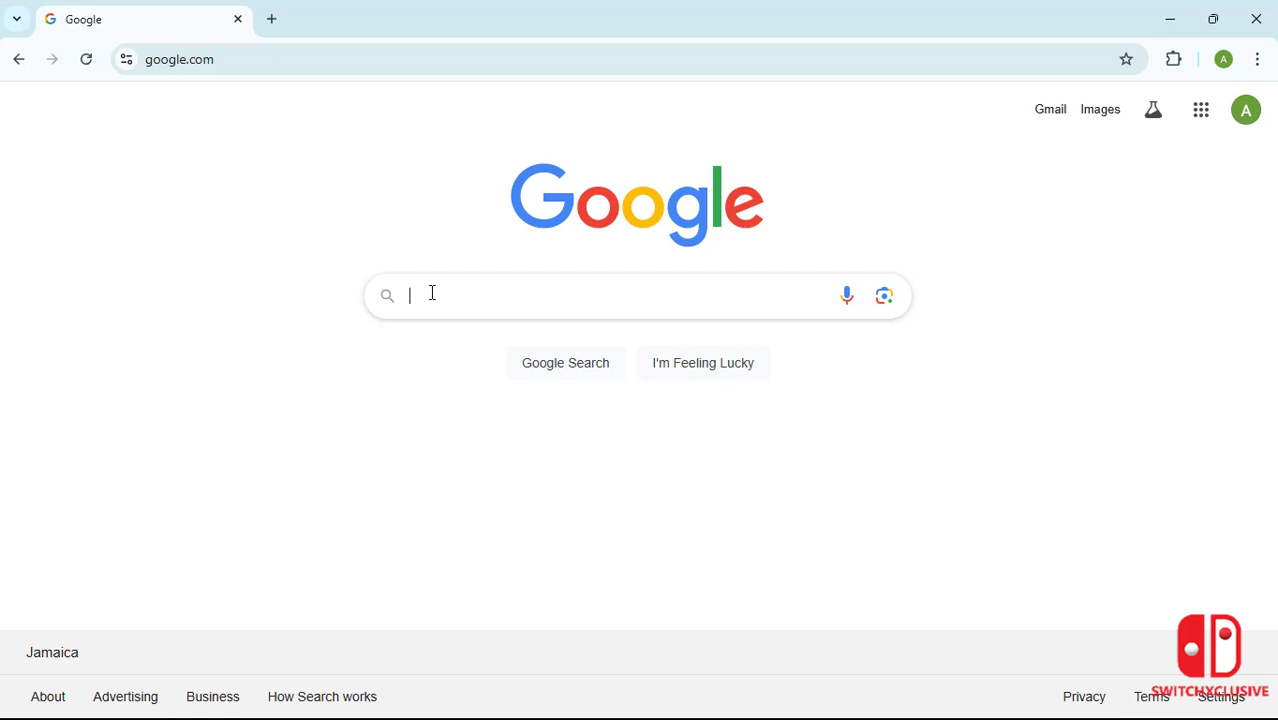 Google
google.com
A
Gmail Images
A
Google
Google Search I'm Feeling Lucky
Jamaica
About Advertising Business How Search works
Privacy Terms Settings
SWITCHXCLUSIVE